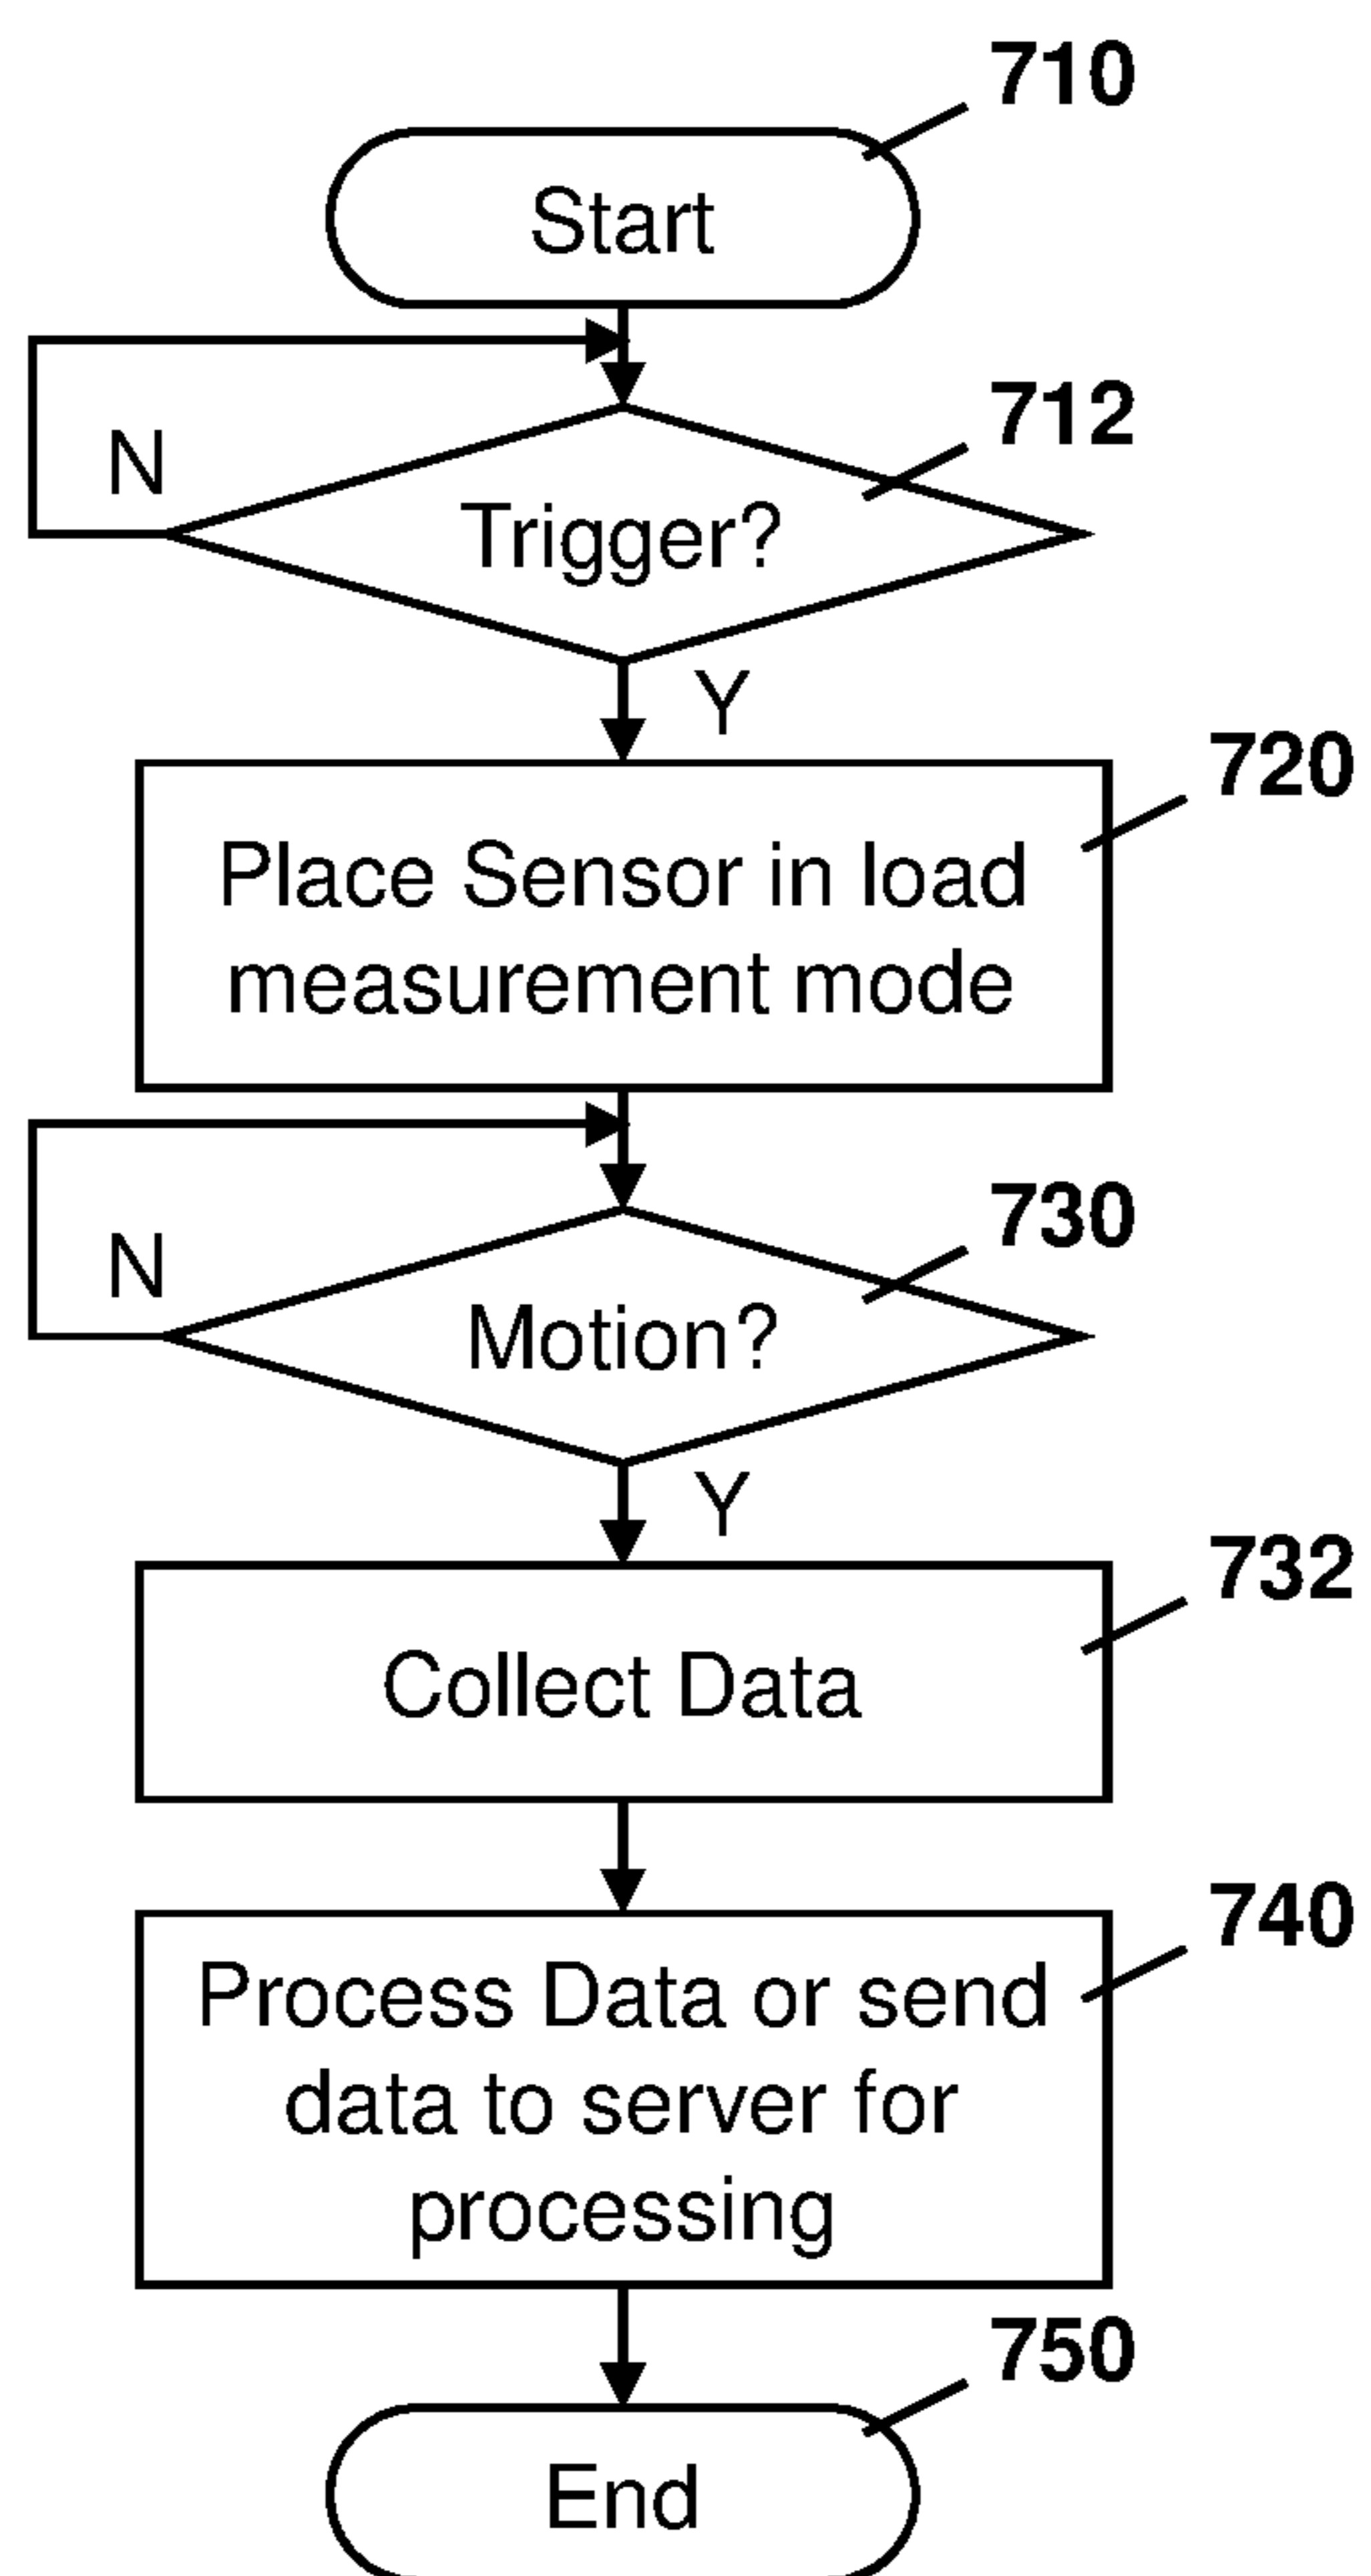 710
Start
712
N
Trigger?
Y
720
Place Sensor in load
measurement mode
730
N
Motion?
Y
732
Collect Data
740
Process Data or send
data to server for
processing
750
End